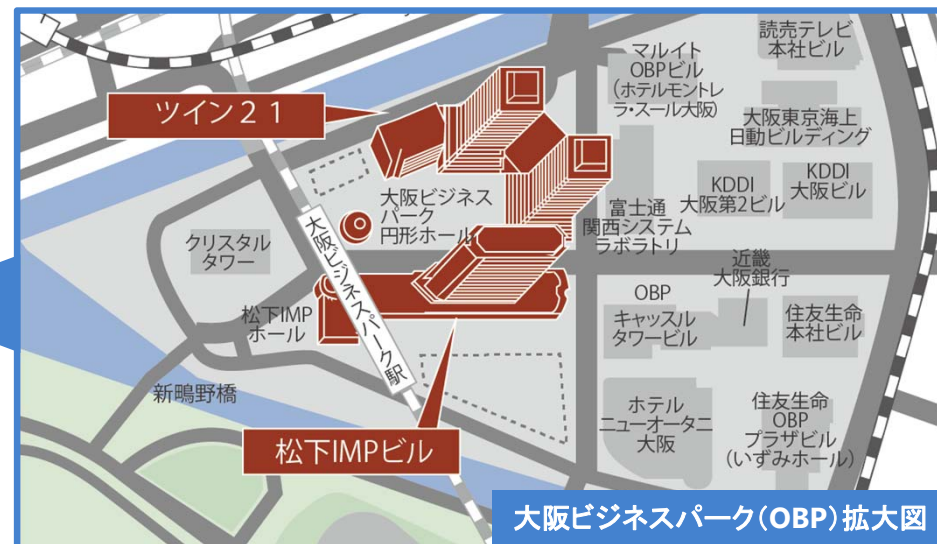 読売テレビ
本社ビル
マルイト
OBPビル
(ホテルモントレ
ラ・スール大阪)
ツイン21
大阪東京海上
日動ビルディング
KDDI
大阪第2ビル
KDDI
大阪ビル
大阪ビジネス
パーク
円形ホール
富士通
関西システム
ラボラトリ
クリスタル
タワー
大阪ビジネスパーク駅
近畿
大阪銀行
松下IMP
ホール
OBP
キャッスル
タワービル
住友生命
本社ビル
新鴫野橋
ホテル
ニューオータニ
大阪
住友生命
OBP
プラザビル
(いずみホール)
松下IMPビル
大阪ビジネスパーク(OBP)拡大図